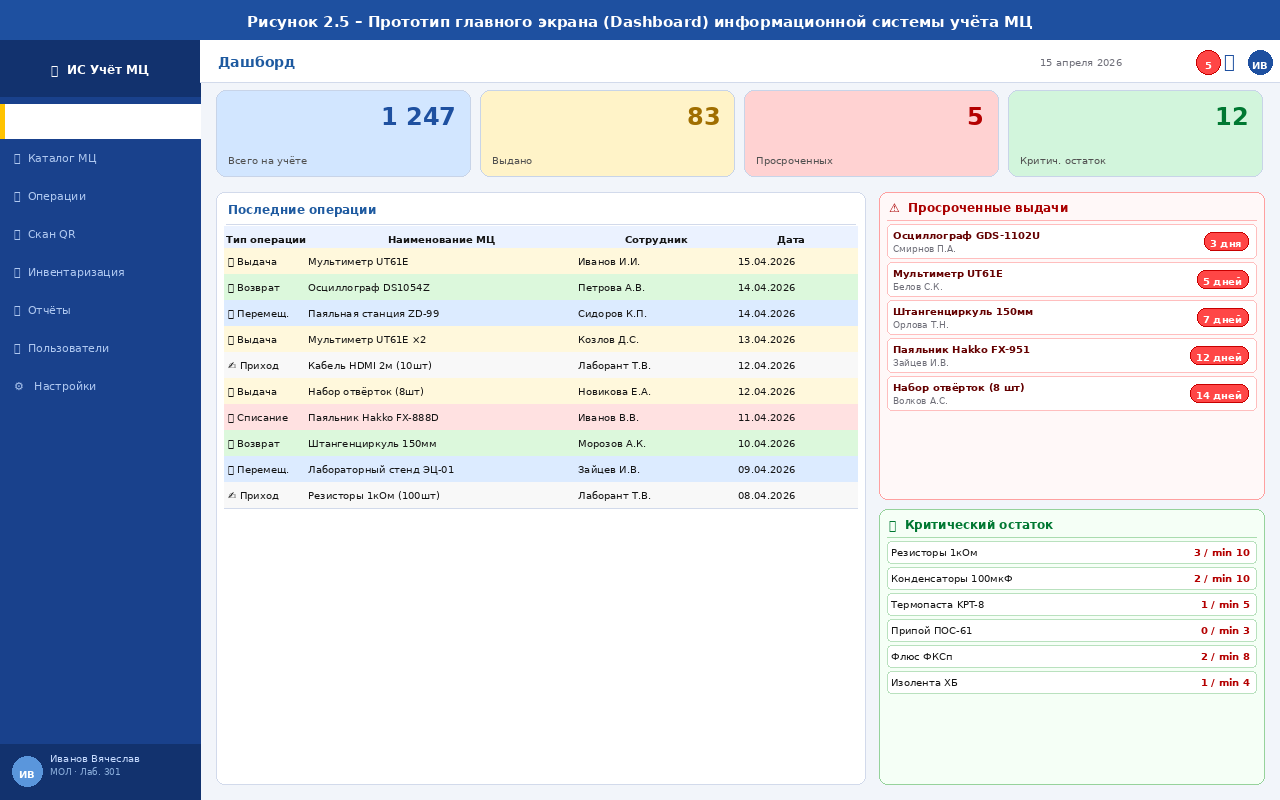 Рисунок 2.5 – Прототип главного экрана (Dashboard) информационной системы учёта МЦ
ИС Учёт МЦ
Каталог МЦ
Операции
Скан QR
Инвентаризация
Отчёты
Пользователи
⚙ Настройки
Иванов Вячеслав
ИВ
МОЛ · Лаб. 301
Дашборд
15 апреля 2026
5
ИВ
1 247
Всего на учёте
83
Выдано
5
Просроченных
12
Критич. остаток
Последние операции
Тип операции Наименование МЦ Сотрудник Дата
Выдача Мультиметр UT61E Иванов И.И. 15.04.2026
Возврат Осциллограф DS1054Z Петрова А.В. 14.04.2026
Перемещ. Паяльная станция ZD-99 Сидоров К.П. 14.04.2026
Выдача Мультиметр UT61E ×2 Козлов Д.С. 13.04.2026
✍ Приход Кабель HDMI 2м (10шт) Лаборант Т.В. 12.04.2026
Выдача Набор отвёрток (8шт) Новикова Е.А. 12.04.2026
Списание Паяльник Hakko FX-888D Иванов В.В. 11.04.2026
Возврат Штангенциркуль 150мм Морозов А.К. 10.04.2026
Перемещ. Лабораторный стенд ЭЦ-01 Зайцев И.В. 09.04.2026
✍ Приход Резисторы 1кОм (100шт) Лаборант Т.В. 08.04.2026
⚠ Просроченные выдачи
Осциллограф GDS-1102U
Смирнов П.А.
3 дня
Мультиметр UT61E
Белов С.К.
5 дней
Штангенциркуль 150мм
Орлова Т.Н.
7 дней
Паяльник Hakko FX-951
Зайцев И.В.
12 дней
Набор отвёрток (8 шт)
Волков А.С.
14 дней
Критический остаток
Резисторы 1кОм 3 / min 10
Конденсаторы 100мкФ 2 / min 10
Термопаста КРТ-8 1 / min 5
Припой ПОС-61 0 / min 3
Флюс ФКСп 2 / min 8
Изолента ХБ 1 / min 4